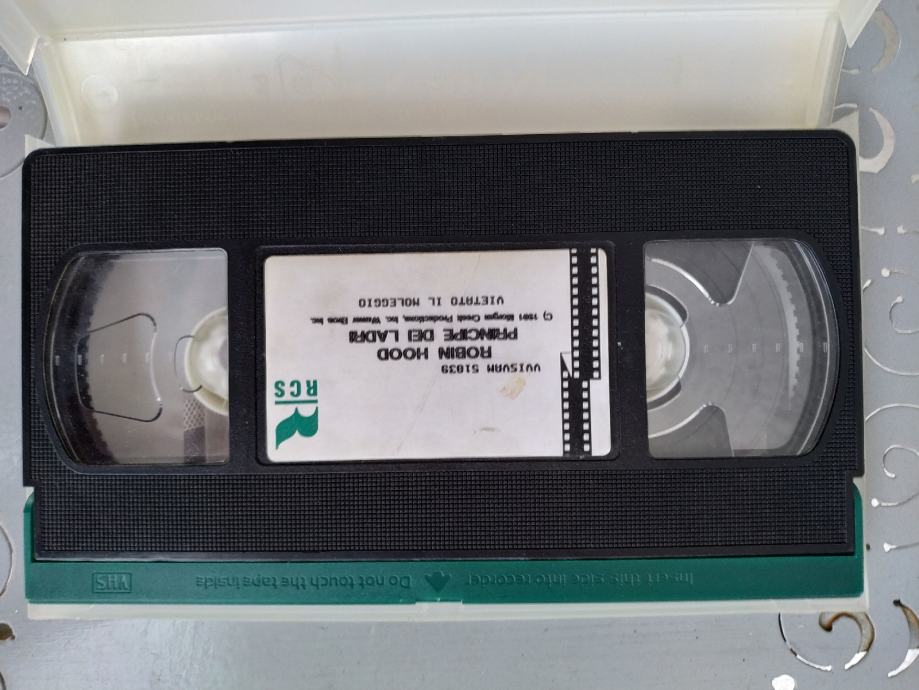 RCS
VVISVAM 51039
ROBIN HOOD
PRINCIPE DEI LADRI
(C) 1991 Morgan Creek Productions, Inc. Warner Bros Inc.
VIETATO IL NOLEGGIO
Insert this side into recorder
Do not touch the tape inside
VHS